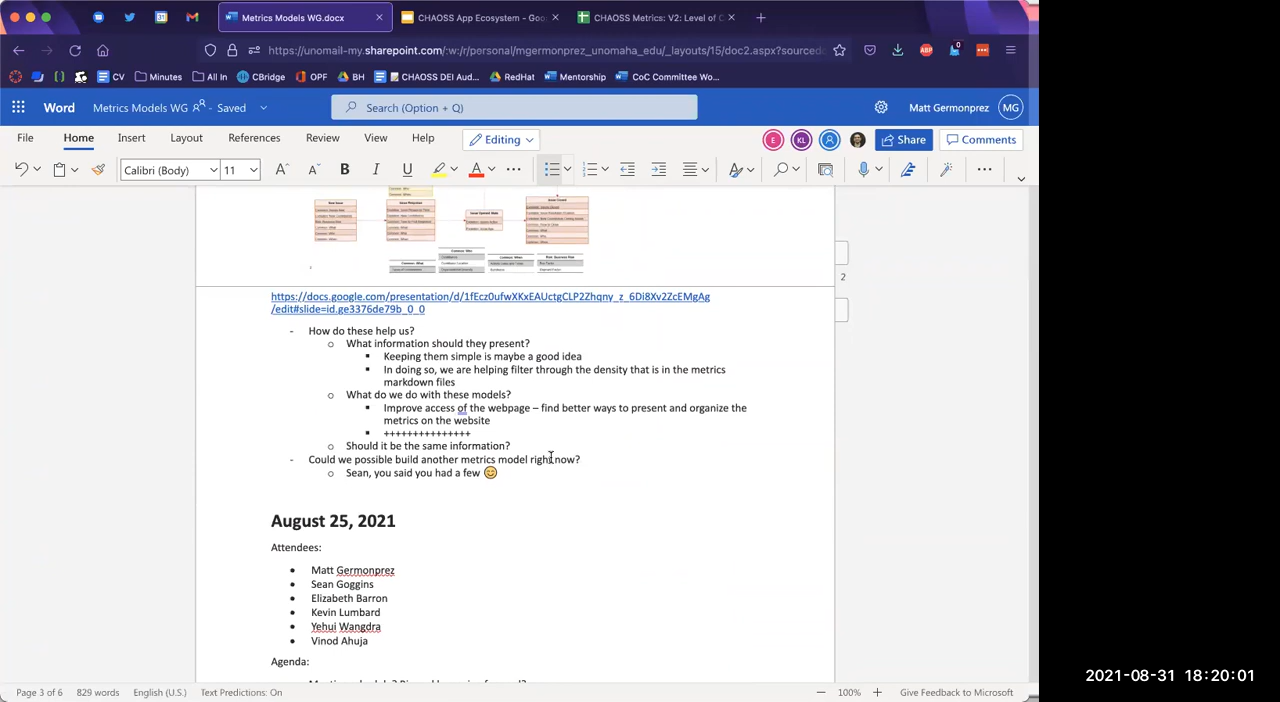 Metrics Models WG.docx
CHAOSS App Ecosystem - Goo
CHAOSS Metrics: V2: Level of C
https://unomail-my.sharepoint.com/:w:/r/personal/mgermonprez_unomaha_edu/_layouts/15/doc2.aspx?sourced
CV Minutes All In CBridge OPF BH CHAOSS DEI Aud... RedHat Mentorship CoC Committee Wo...
Word Metrics Models WG - Saved
Search (Option + Q)
Matt Germonprez MG
File Home Insert Layout References Review View Help Editing
E KL Share Comments
Calibri (Body) 11
2
https://docs.google.com/presentation/d/1fEcz0ufwXKxEAUctgCLP2Zhqny_z_6Di8Xv2ZcEMgAg
/edit#slide=id.ge3376de79b_0_0
- How do these help us?
o What information should they present?
▪ Keeping them simple is maybe a good idea
▪ In doing so, we are helping filter through the density that is in the metrics
markdown files
o What do we do with these models?
▪ Improve access of the webpage – find better ways to present and organize the
metrics on the website
▪ +++++++++++++++
o Should it be the same information?
- Could we possible build another metrics model right now?
o Sean, you said you had a few 😊
August 25, 2021
Attendees:
• Matt Germonprez
• Sean Goggins
• Elizabeth Barron
• Kevin Lumbard
• Yehui Wangdra
• Vinod Ahuja
Agenda:
Page 3 of 6 829 words English (U.S.) Text Predictions: On
100% Give Feedback to Microsoft
2021-08-31 18:20:01